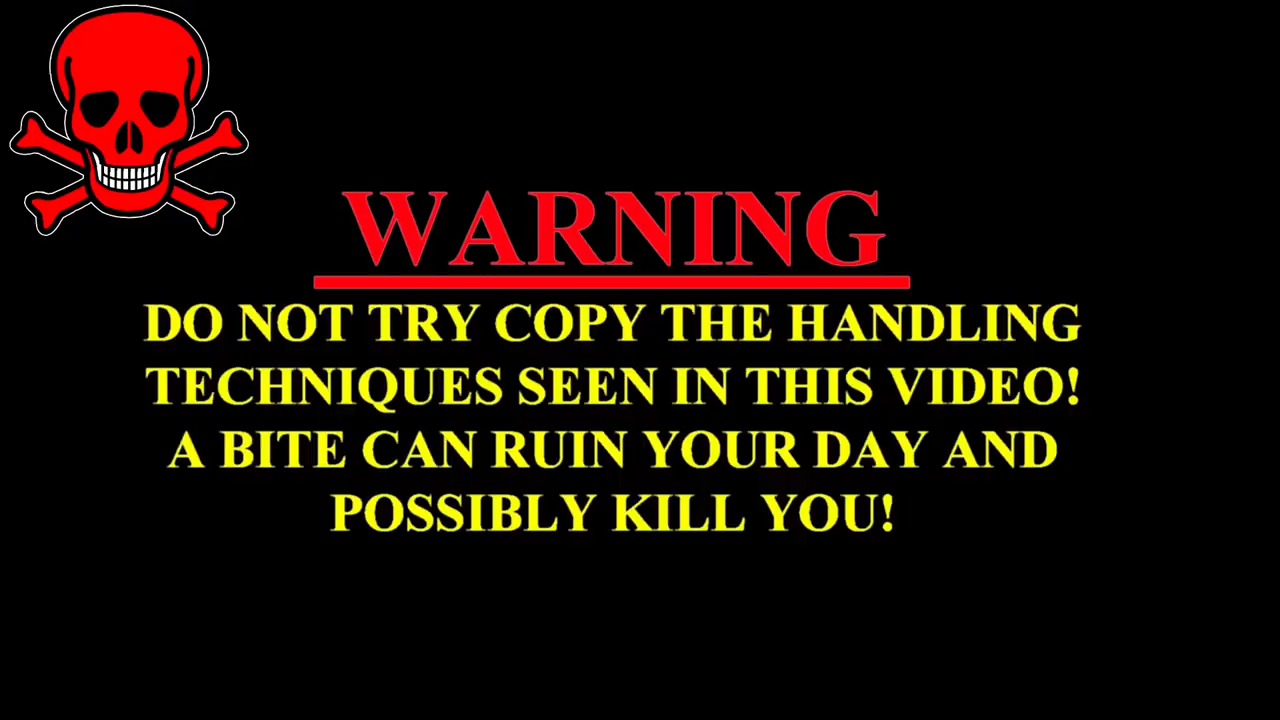 WARNING
DO NOT TRY COPY THE HANDLING
TECHNIQUES SEEN IN THIS VIDEO!
A BITE CAN RUIN YOUR DAY AND
POSSIBLY KILL YOU!